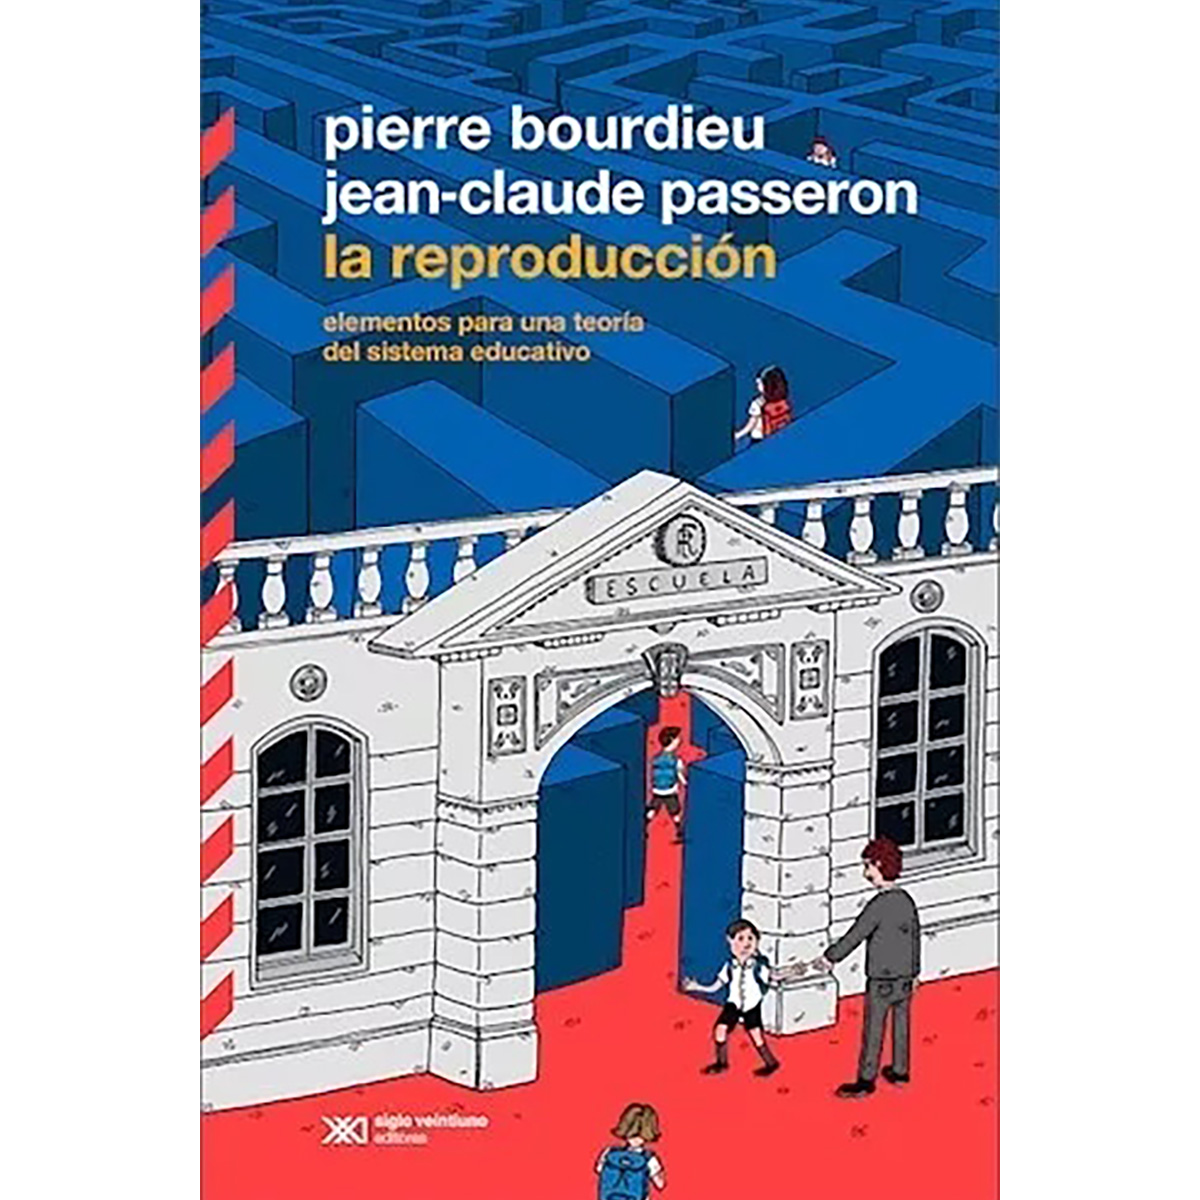 pierre bourdieu
jean-claude passeron
la reproducción
elementos para una teoría
del sistema educativo
ESCUELA
siglo veintiuno
editores